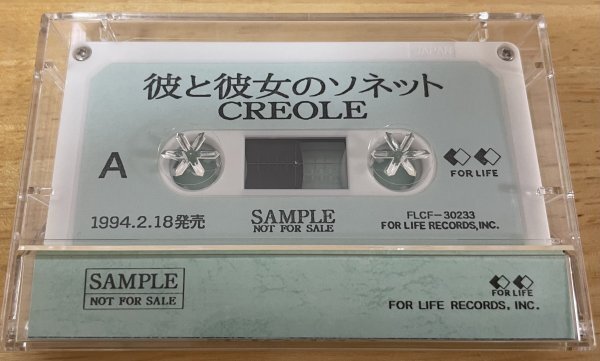 JAPAN
彼と彼女のソネット
CREOLE
A
FOR LIFE
1994.2.18発売
SAMPLE
NOT FOR SALE
FLCF-30233
FOR LIFE RECORDS,INC.
SAMPLE
NOT FOR SALE
FOR LIFE
FOR LIFE RECORDS, INC.